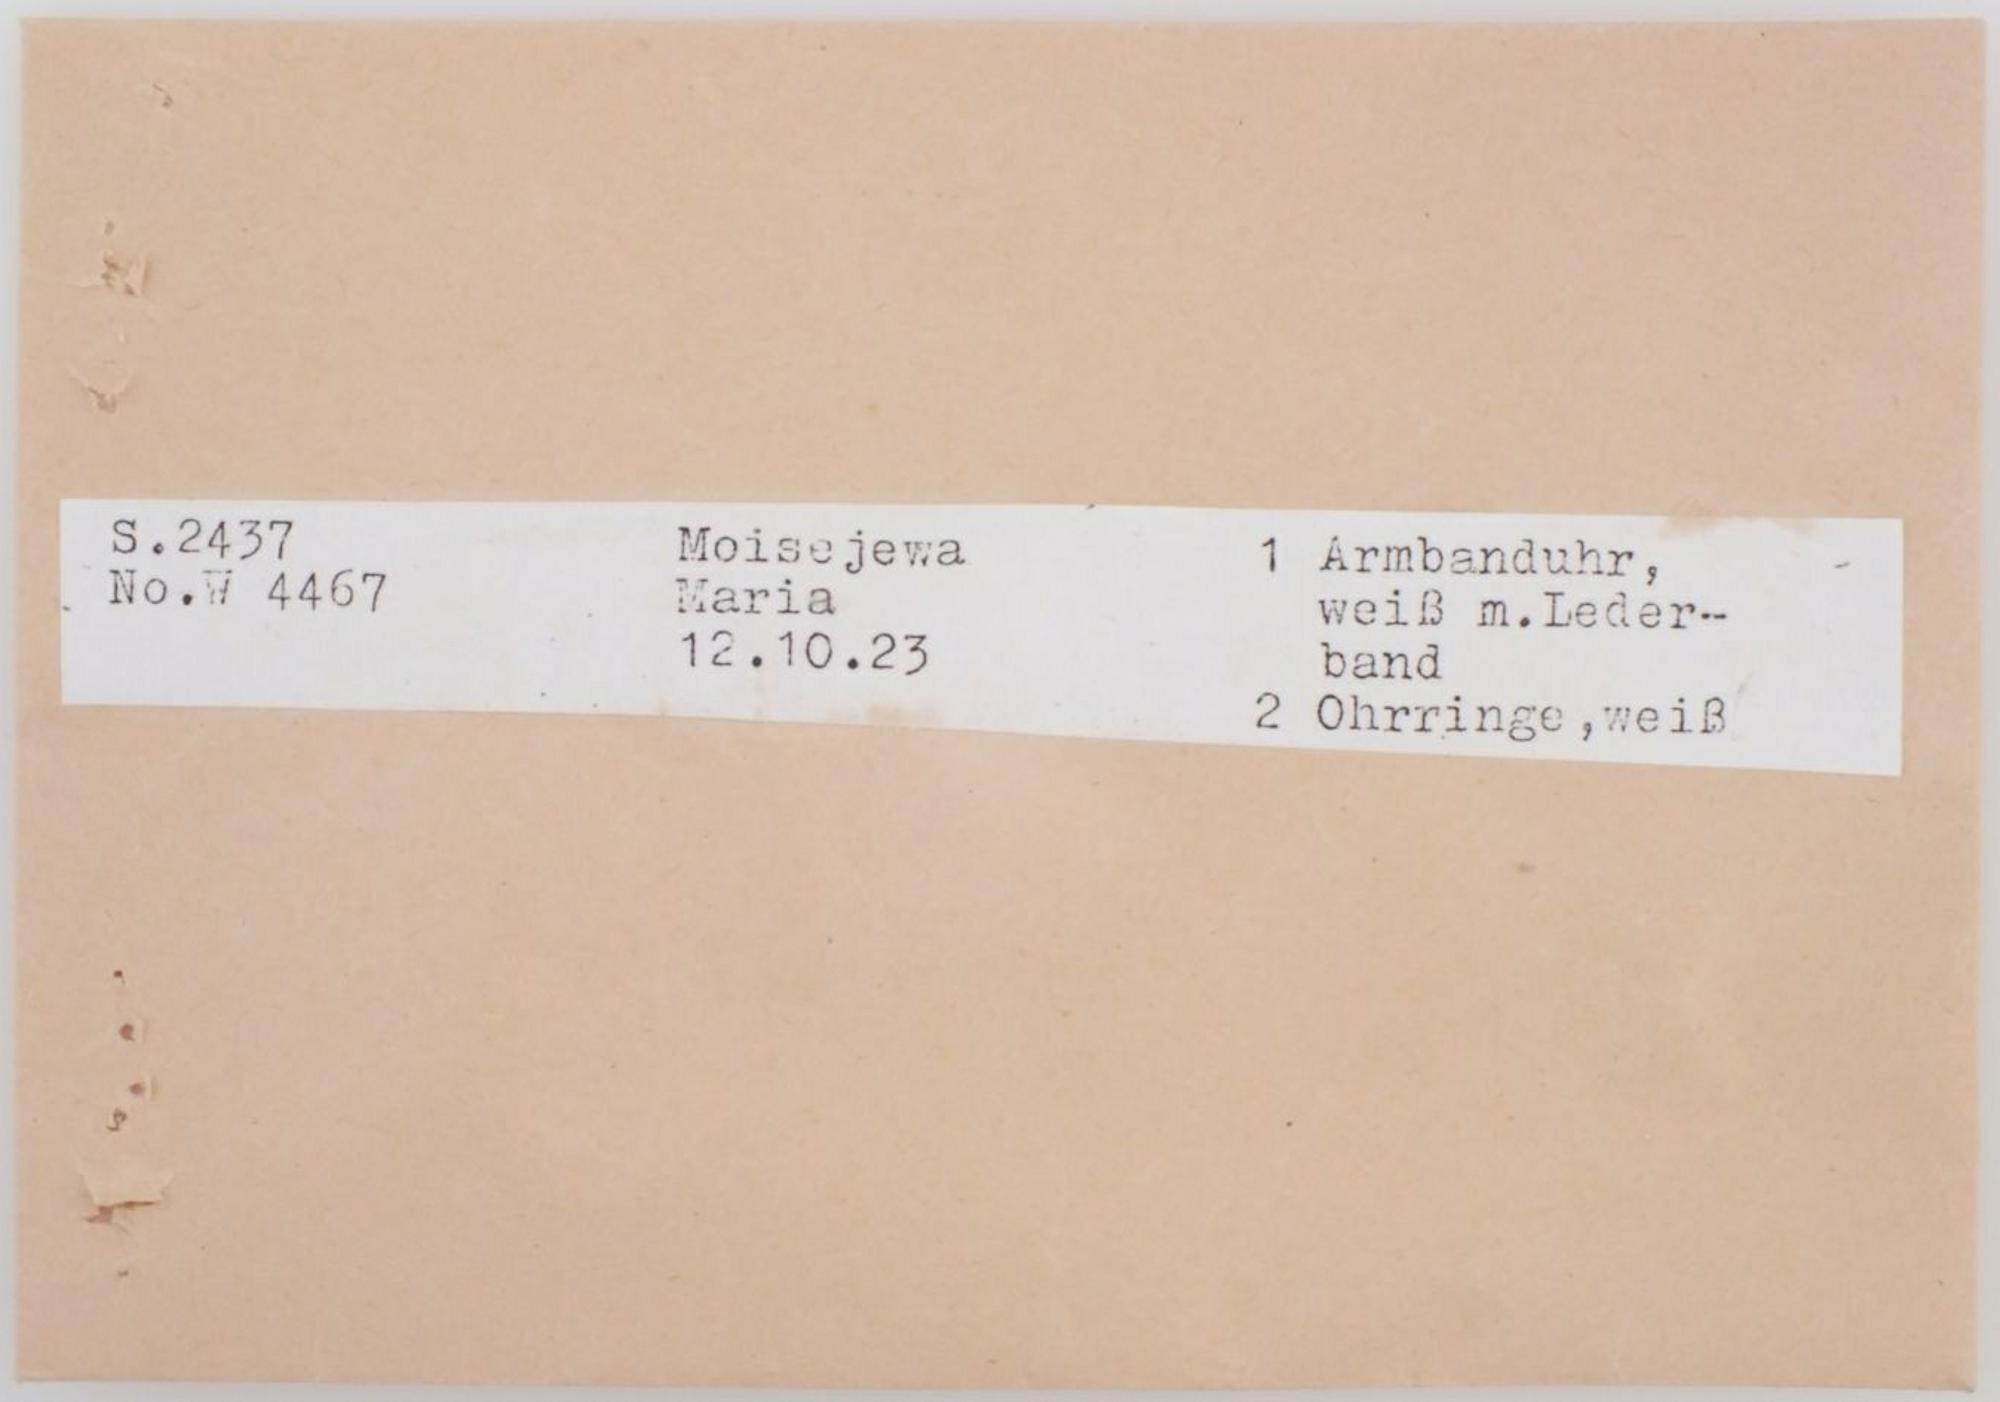 S.2437
No.W 4467
Moisejewa
Maria
12.10.23
1 Armbanduhr,
weiß m.Leder-
band
2 Ohrringe,weiß